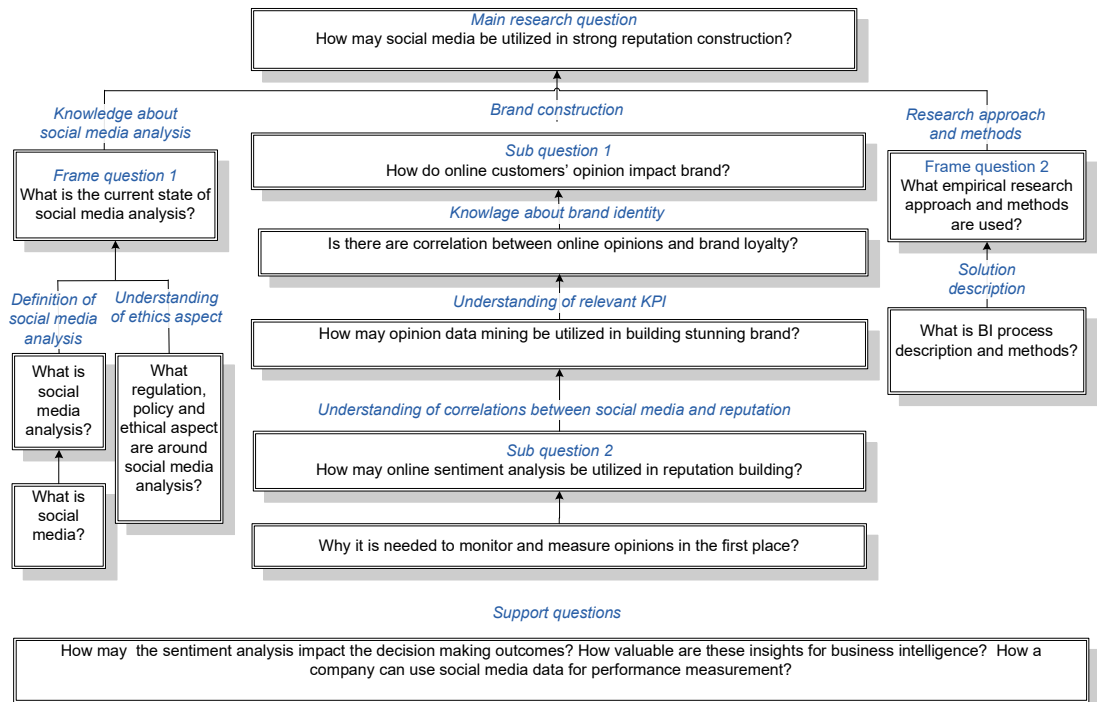 Main research question
How may social media be utilized in strong reputation construction?
Knowledge about
social media analysis
Brand construction
Research approach
and methods
Frame question 1
What is the current state of
social media analysis?
Sub question 1
How do online customers’ opinion impact brand?
Frame question 2
What empirical research
approach and methods
are used?
Knowlage about brand identity
Is there are correlation between online opinions and brand loyalty?
Definition of
social media
analysis
Understanding
of ethics aspect
Understanding of relevant KPI
Solution
description
How may opinion data mining be utilized in building stunning brand?
What is BI process
description and methods?
What is
social
media
analysis?
What
regulation,
policy and
ethical aspect
are around
social media
analysis?
Understanding of correlations between social media and reputation
Sub question 2
How may online sentiment analysis be utilized in reputation building?
What is
social
media?
Why it is needed to monitor and measure opinions in the first place?
Support questions
How may the sentiment analysis impact the decision making outcomes? How valuable are these insights for business intelligence? How a
company can use social media data for performance measurement?